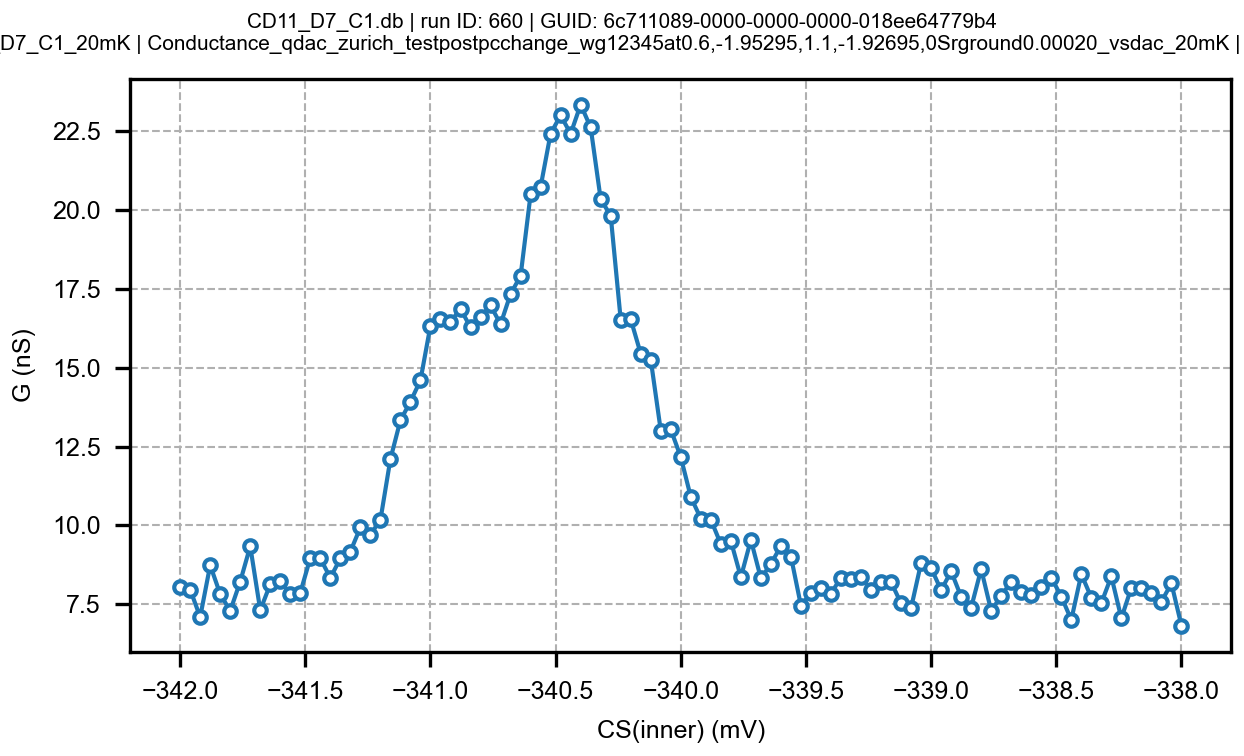 CD11_D7_C1.db | run ID: 660 | GUID: 6c711089-0000-0000-0000-018ee64779b4
_D7_C1_20mK | Conductance_qdac_zurich_testpostpcchange_wg12345at0.6,-1.95295,1.1,-1.92695,0Srground0.00020_vsdac_20mK |
22.5
20.0
17.5
15.0
12.5
10.0
7.5
G (nS)
−342.0 −341.5 −341.0 −340.5 −340.0 −339.5 −339.0 −338.5 −338.0
CS(inner) (mV)